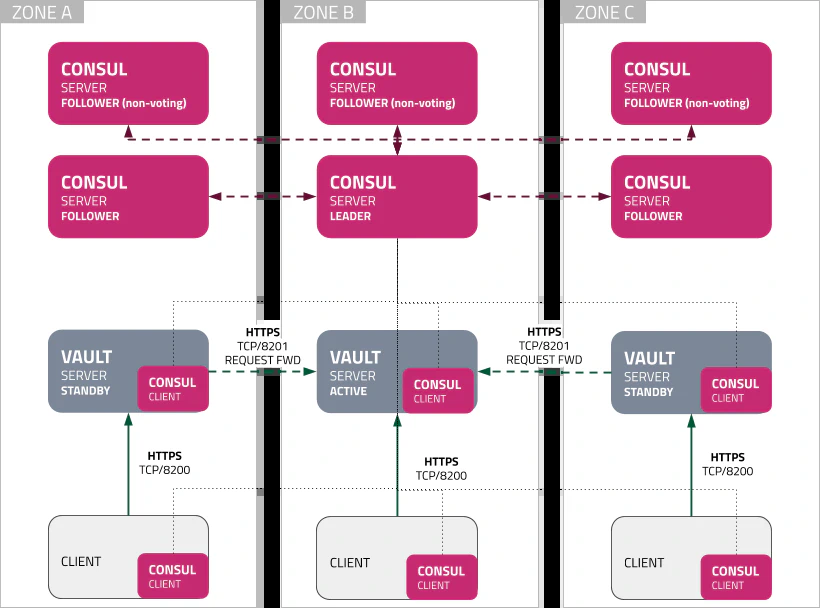 ZONE A
ZONE B
ZONE C
CONSUL
SERVER
FOLLOWER (non-voting)
CONSUL
SERVER
FOLLOWER (non-voting)
CONSUL
SERVER
FOLLOWER (non-voting)
CONSUL
SERVER
FOLLOWER
CONSUL
SERVER
LEADER
CONSUL
SERVER
FOLLOWER
HTTPS
TCP/8201
REQUEST FWD
HTTPS
TCP/8201
REQUEST FWD
VAULT
SERVER
STANDBY
CONSUL
CLIENT
VAULT
SERVER
ACTIVE
CONSUL
CLIENT
VAULT
SERVER
STANDBY
CONSUL
CLIENT
HTTPS
TCP/8200
HTTPS
TCP/8200
HTTPS
TCP/8200
CLIENT
CONSUL
CLIENT
CLIENT
CONSUL
CLIENT
CLIENT
CONSUL
CLIENT